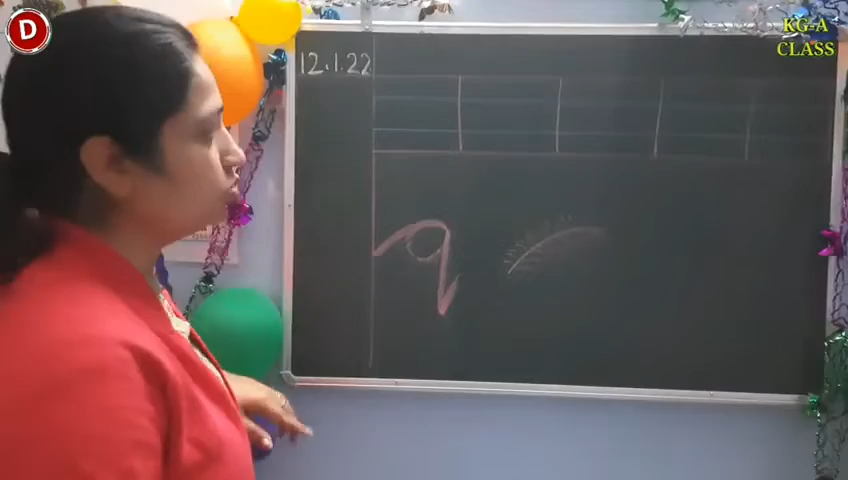 D
KG-A
CLASS
12.1.22
q